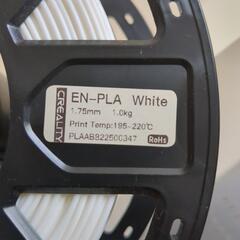 CREALITY
EN-PLA White
1.75mm 1.0kg
Print Temp:195-220℃
PLAAB822500347
RoHs